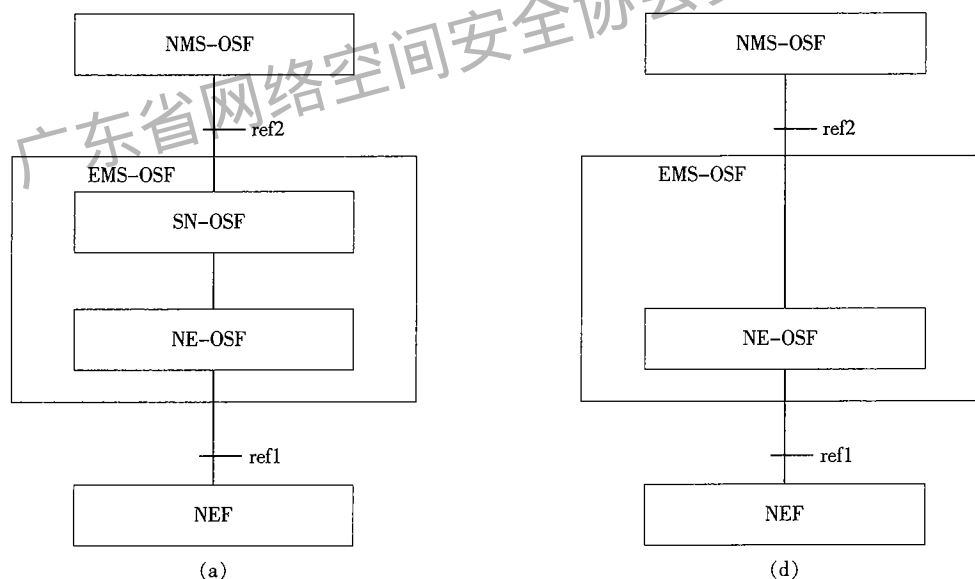 广东省网络空间安全协会
NMS-OSF
ref2
EMS-OSF
SN-OSF
NE-OSF
ref1
NEF
(a)
NMS-OSF
ref2
EMS-OSF
NE-OSF
ref1
NEF
(d)